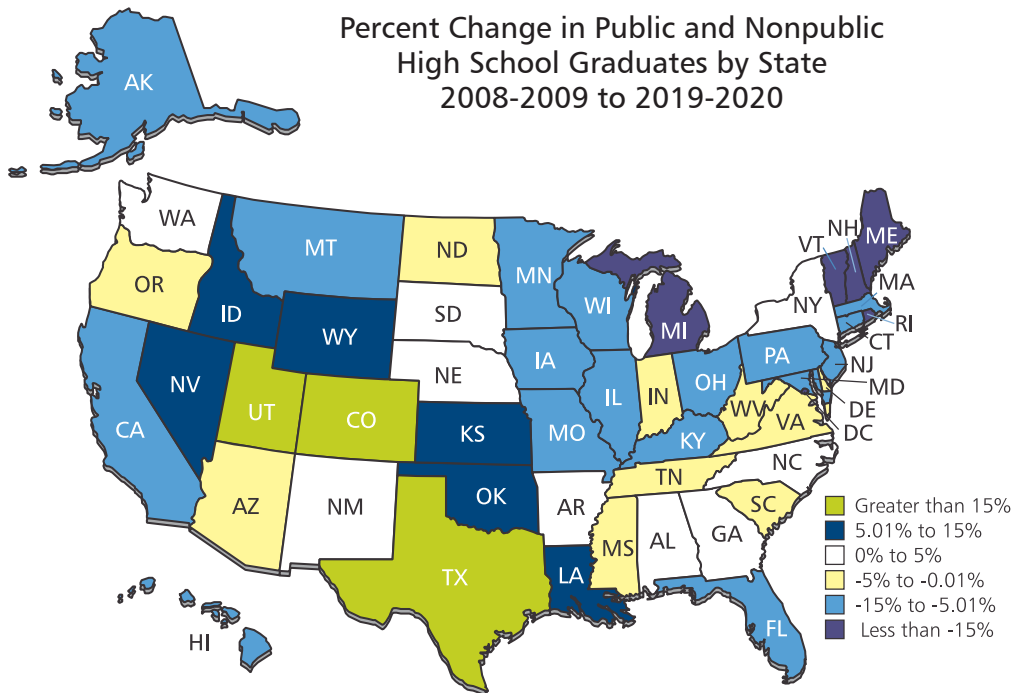 Percent Change in Public and Nonpublic
High School Graduates by State
2008-2009 to 2019-2020
AK
WA
MT
ND
MN
VT
NH
ME
OR
ID
WY
SD
WI
MI
NY
MA
RI
CT
NV
NE
IA
PA
NJ
MD
DE
DC
CA
UT
CO
KS
MO
IL
IN
OH
WV
VA
KY
AZ
NM
OK
AR
TN
NC
SC
TX
LA
MS
AL
GA
FL
HI
Greater than 15%
5.01% to 15%
0% to 5%
-5% to -0.01%
-15% to -5.01%
Less than -15%